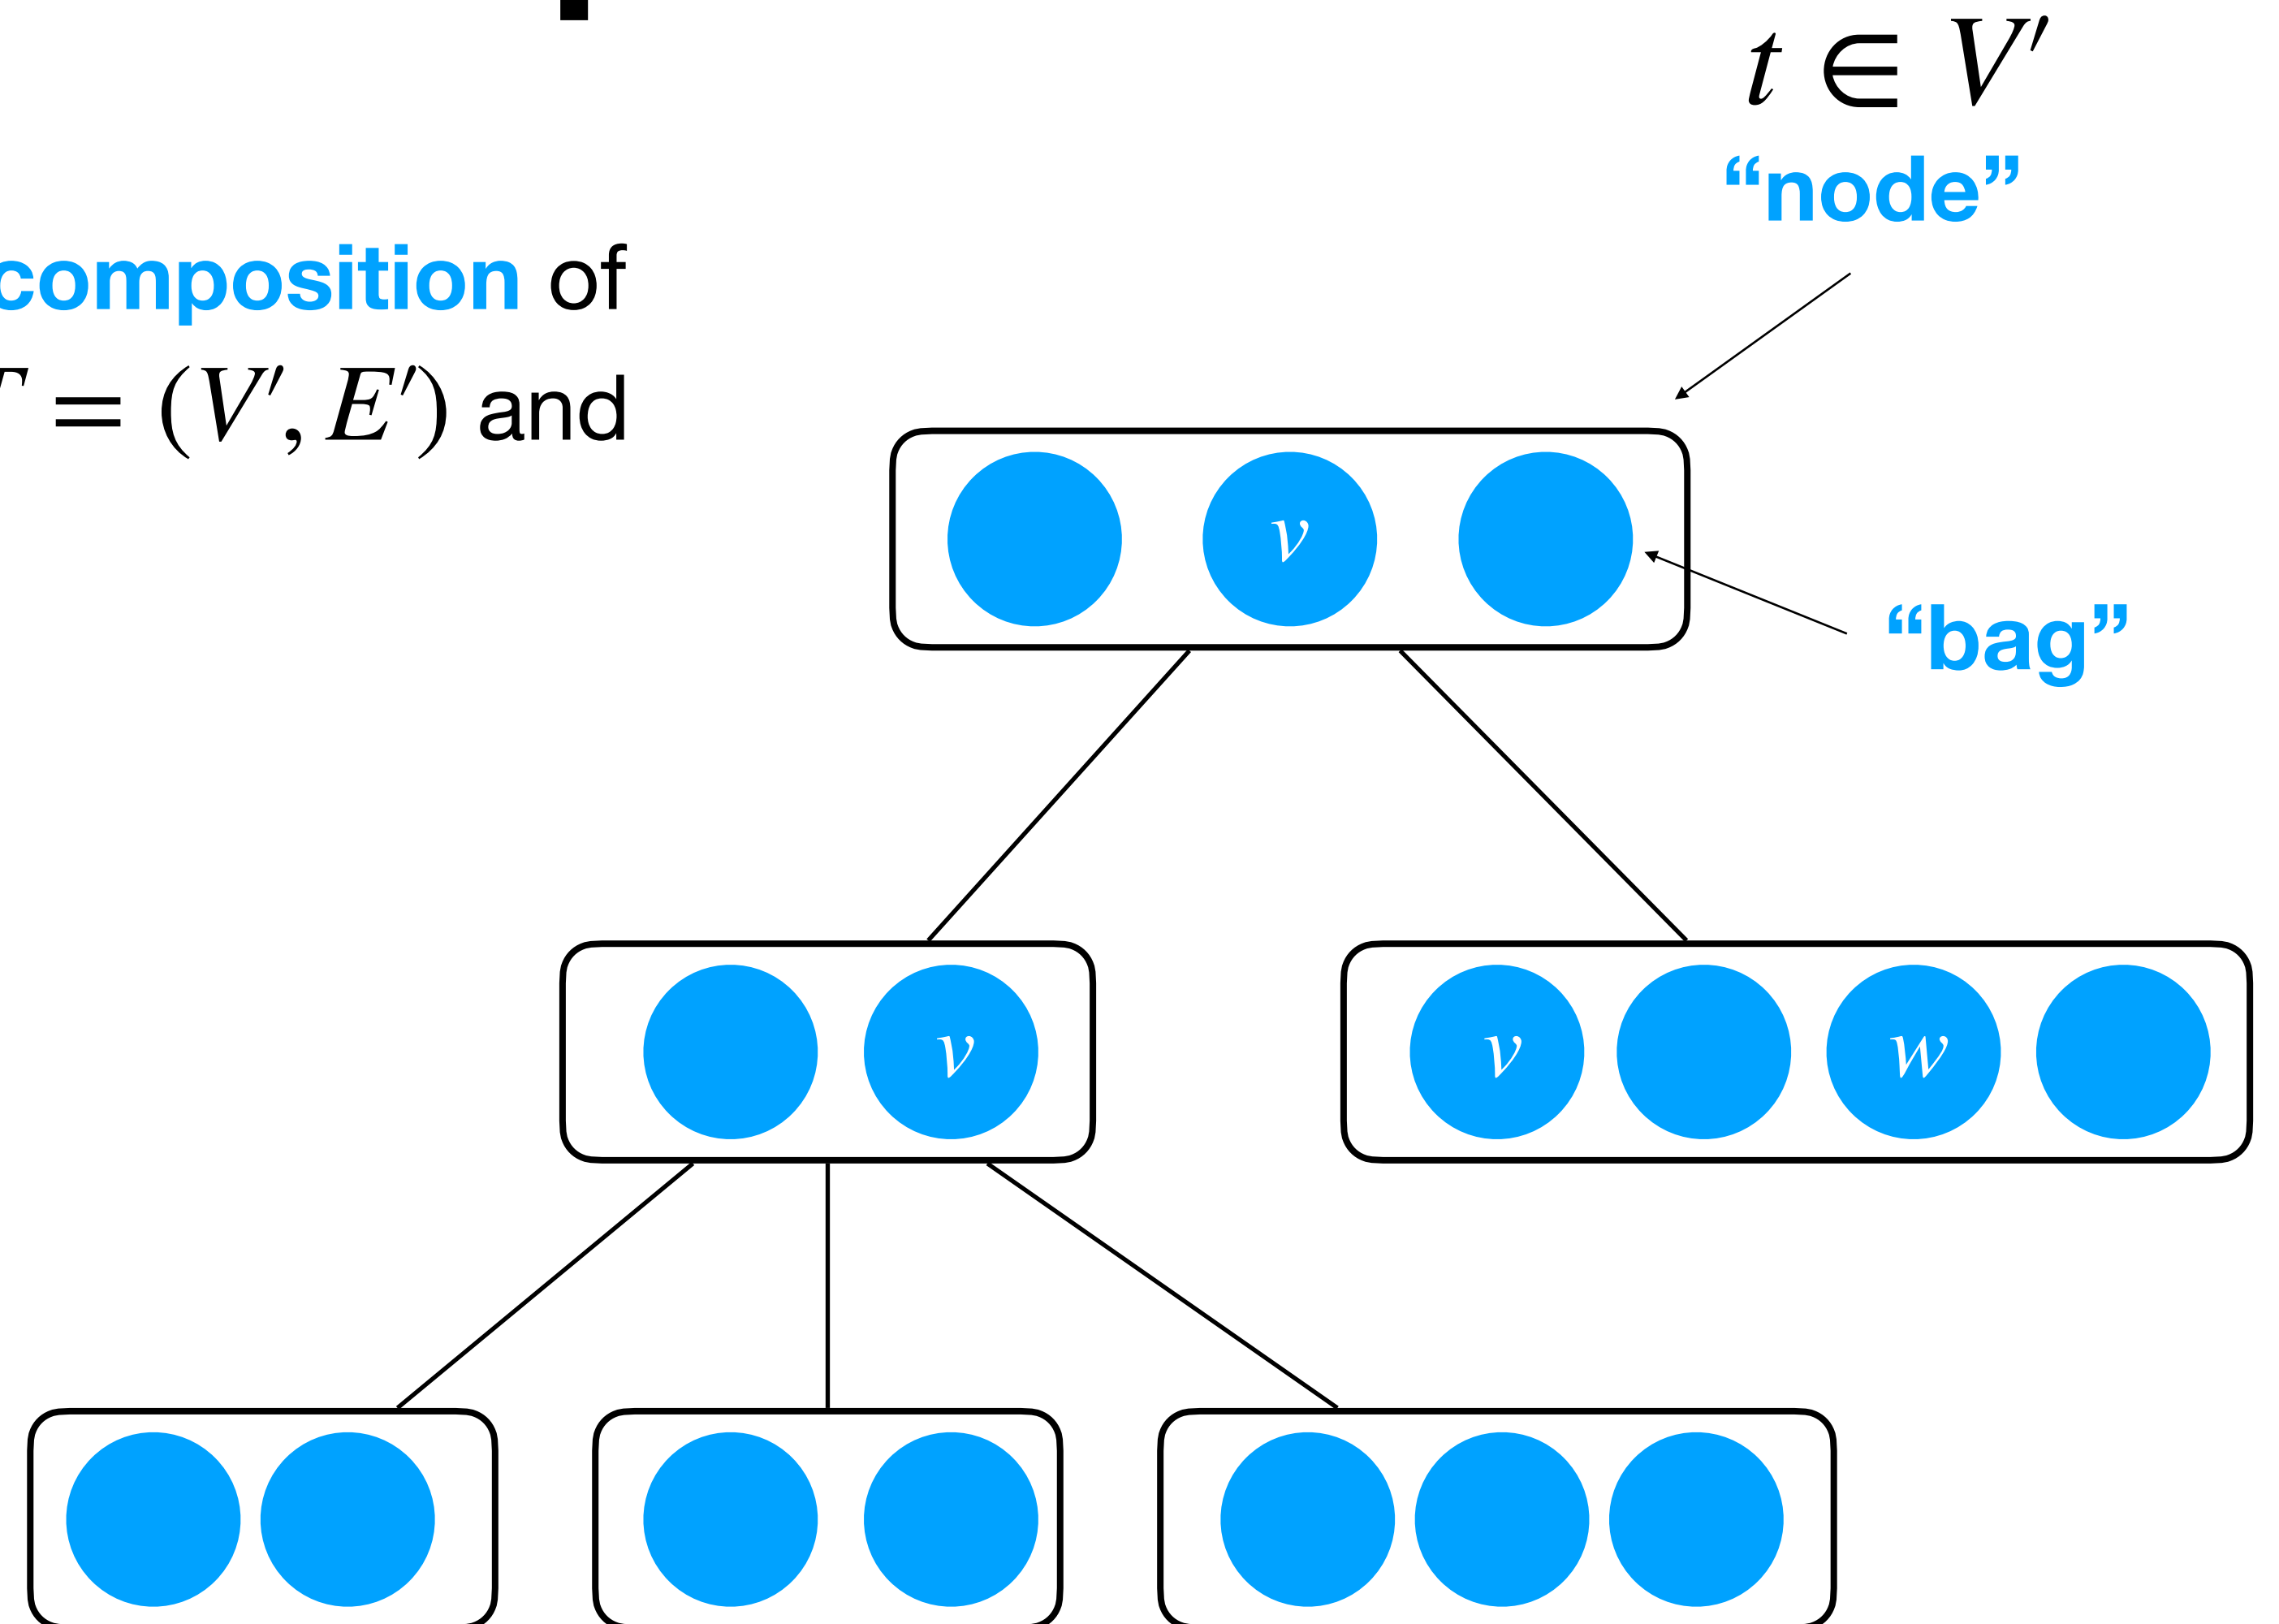 t ∈ V′
“node”
composition of
= (V′, E′) and
v
“bag”
v
v
w